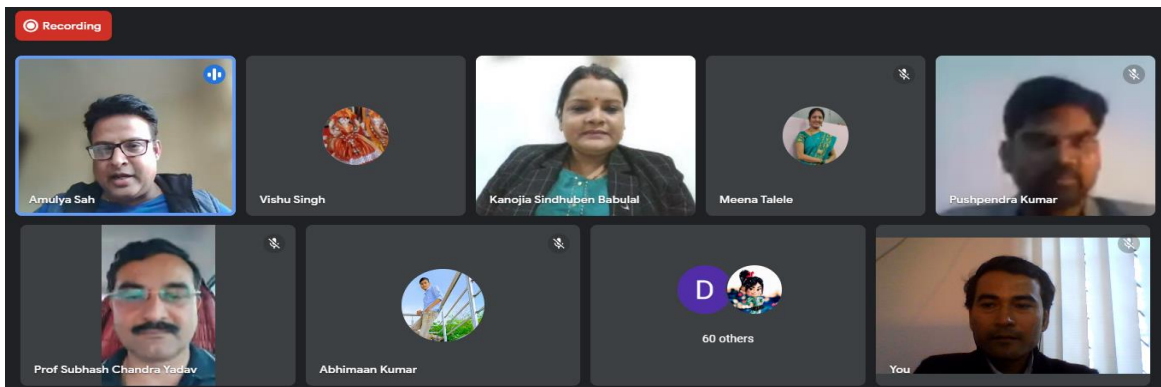 Recording
Amulya Sah
Vishu Singh
Kanojia Sindhuben Babulal
Meena Talele
Pushpendra Kumar
Prof Subhash Chandra Yadav
Abhimaan Kumar
D
60 others
You